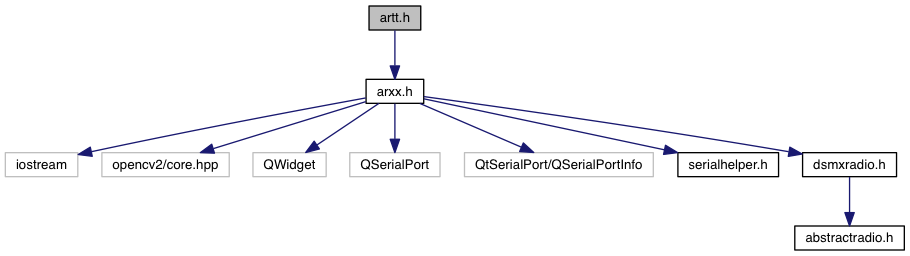 artt.h
arxx.h
iostream
opencv2/core.hpp
QWidget
QSerialPort
QtSerialPort/QSerialPortInfo
serialhelper.h
dsmxradio.h
abstractradio.h